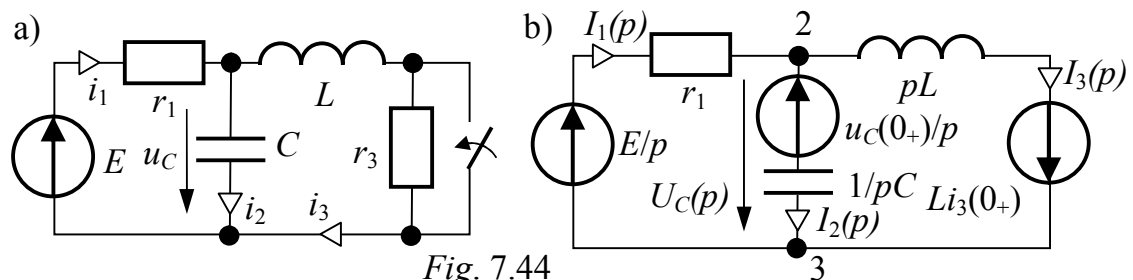 a)
i1
r1
L
E
uC
C
i2
r3
i3
b)
I1(p)
r1
2
pL
I3(p)
E/p
uC(0+)/p
UC(p)
1/pC
Li3(0+)
I2(p)
3
Fig. 7.44